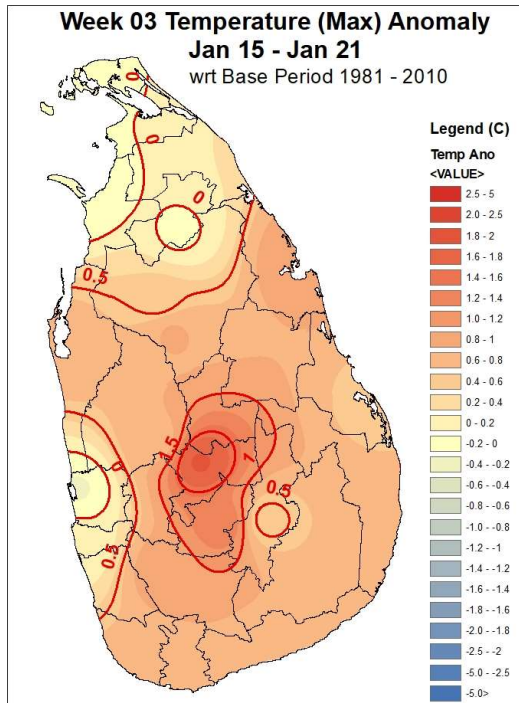 Week 03 Temperature (Max) Anomaly
Jan 15 - Jan 21
wrt Base Period 1981 - 2010
Legend (C)
Temp Ano
<VALUE>
2.5 - 5
2.0 - 2.5
1.8 - 2
1.6 - 1.8
1.4 - 1.6
1.2 - 1.4
1.0 - 1.2
0.8 - 1
0.6 - 0.8
0.4 - 0.6
0.2 - 0.4
0 - 0.2
-0.2 - 0
-0.4 - -0.2
-0.6 - -0.4
-0.8 - -0.6
-1.0 - -0.8
-1.2 - -1
-1.4 - -1.2
-1.6 - -1.4
-1.8 - -1.6
-2.0 - -1.8
-2.5 - -2
-5.0 - -2.5
-5.0>
0
0
0
0.5
1.5
1
0
0.5
0.5